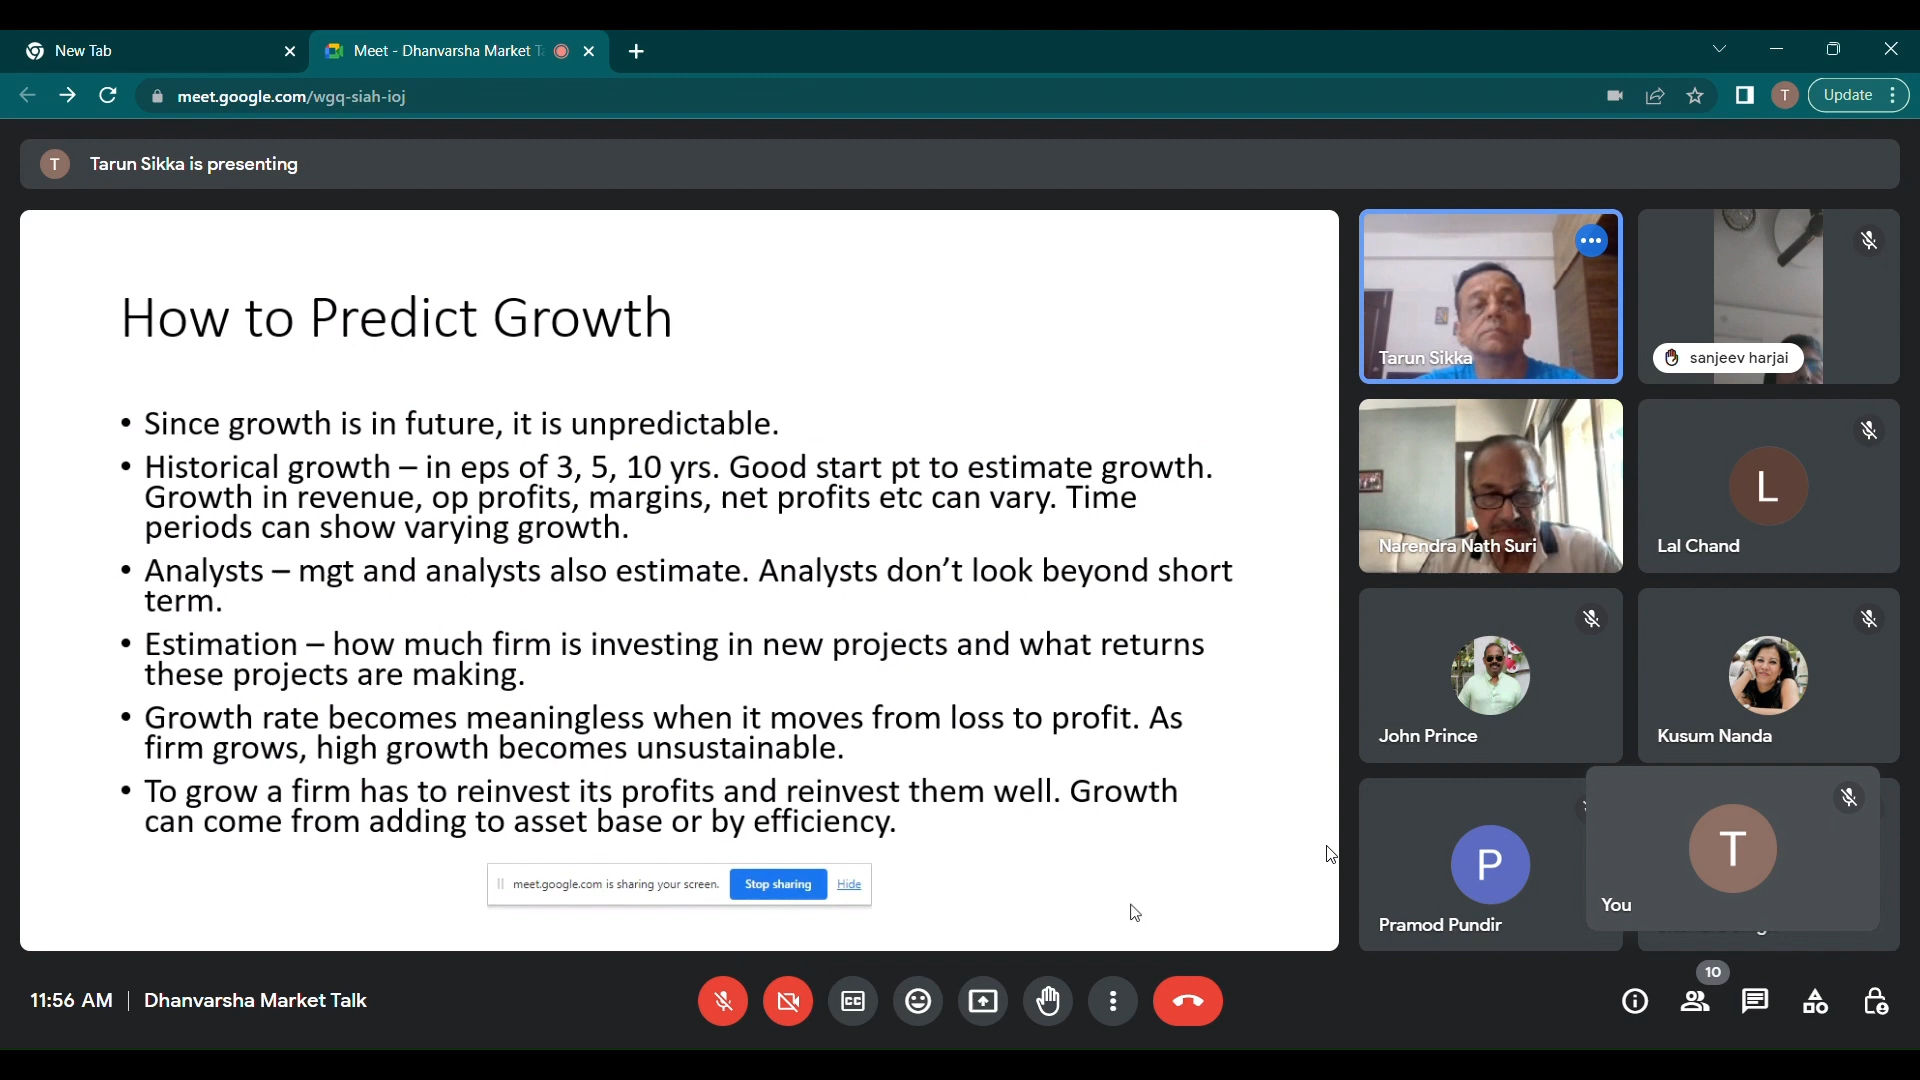 New Tab
Meet - Dhanvarsha Market T
meet.google.com/wgq-siah-ioj
T
Update
T
Tarun Sikka is presenting
How to Predict Growth
• Since growth is in future, it is unpredictable.
• Historical growth – in eps of 3, 5, 10 yrs. Good start pt to estimate growth.
Growth in revenue, op profits, margins, net profits etc can vary. Time
periods can show varying growth.
• Analysts – mgt and analysts also estimate. Analysts don’t look beyond short
term.
• Estimation – how much firm is investing in new projects and what returns
these projects are making.
• Growth rate becomes meaningless when it moves from loss to profit. As
firm grows, high growth becomes unsustainable.
• To grow a firm has to reinvest its profits and reinvest them well. Growth
can come from adding to asset base or by efficiency.
meet.google.com is sharing your screen.
Stop sharing
Hide
Tarun Sikka
sanjeev harjai
Narendra Nath Suri
L
Lal Chand
John Prince
Kusum Nanda
P
Pramod Pundir
T
You
11:56 AM
Dhanvarsha Market Talk
CC
10